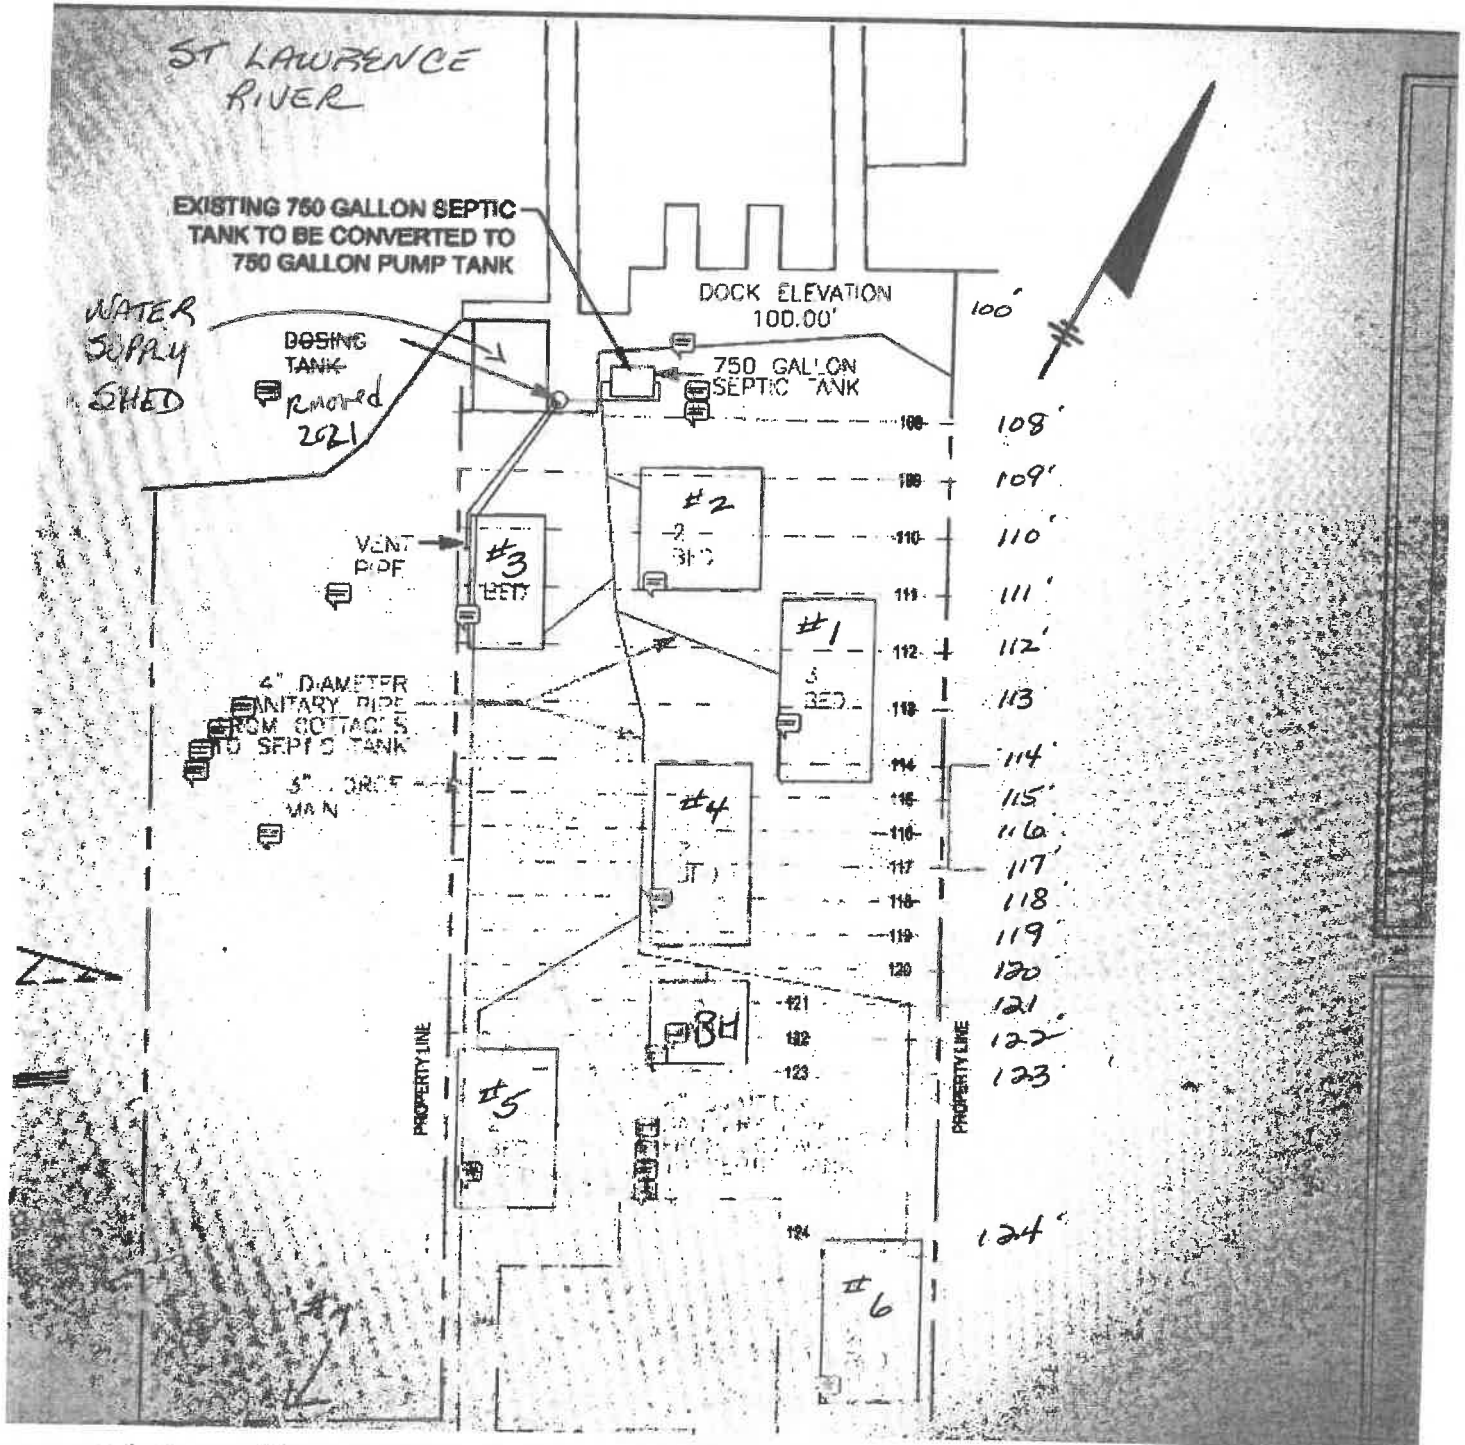 ST LAWRENCE
RIVER
EXISTING 750 GALLON SEPTIC
TANK TO BE CONVERTED TO
750 GALLON PUMP TANK
WATER
SUPPLY
SHED
DOSING
TANK
Rmoved
2021
DOCK ELEVATION
100.00'
100'
750 GALLON
SEPTIC TANK
108 108'
109 109'
#2
2
110 110'
VENT
PIPE
#3
BED
111 111'
#1
112 112'
3
BED
113 113'
4" DIAMETER
SANITARY PIPE
FROM COTTAGES
TO SEPTIC TANK
114 114'
MAIN
#4
115 115'
116 116'
117 117'
118 118'
119 119'
120 120
121 121
BH
122 122'
123 123'
PROPERTY LINE
PROPERTY LINE
#5
124 124'
#6